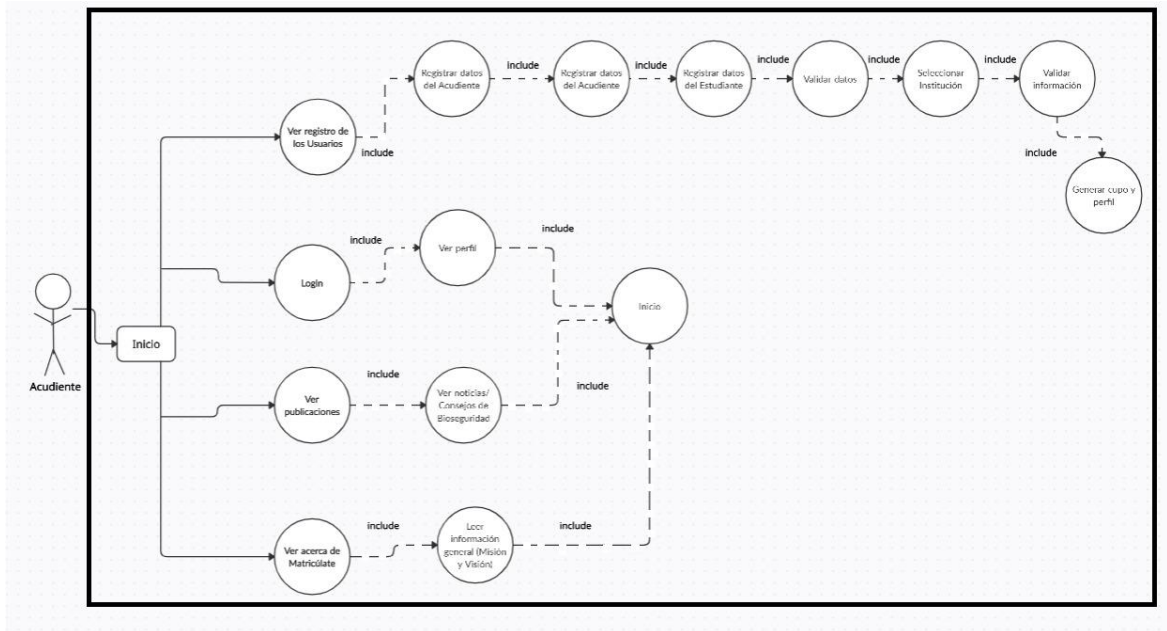 Registrar datos
del Acudiente
include
Registrar datos
del Acudiente
include
Registrar datos
del Estudiante
include
Validar datos
include
Seleccionar
Institución
include
Validar
información
include
Generar cupo y
perfil
Ver registro de
los Usuarios
include
Login
include
Ver perfil
include
Inicio
Acudiente
Inicio
Ver
publicaciones
include
Ver noticias/
Consejos de
Bioseguridad
include
Ver acerca de
Matricúlate
include
Leer
información
general (Misión
y Visión)
include